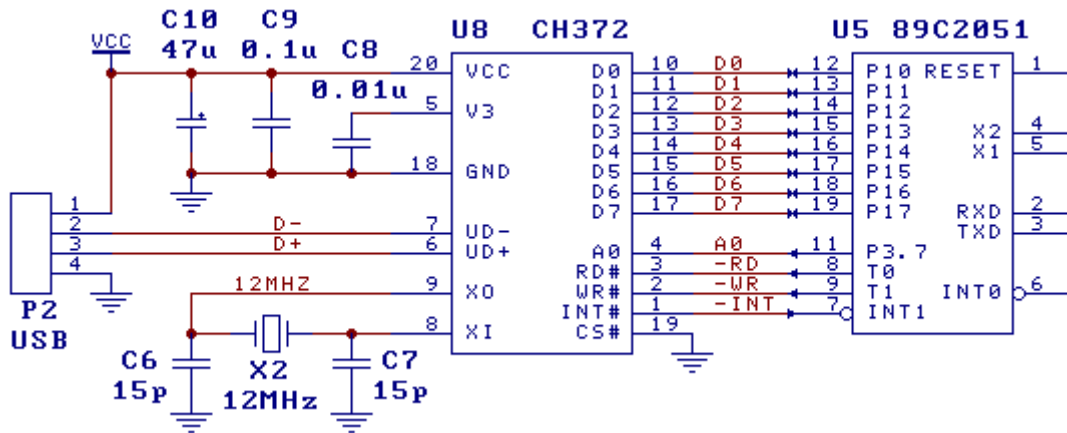 C10 C9 U8 CH372 U5 89C2051
VCC 47u 0.1u C8
20 VCC D0 10 D0 12 P10 RESET 1
0.01u D1 11 D1 13 P11
5 V3 D2 12 D2 14 P12
D3 13 D3 15 P13 X2 4
D4 14 D4 16 P14 X1 5
18 GND D5 15 D5 17 P15
D6 16 D6 18 P16
1 D7 17 D7 19 P17 RXD 2
2 D- 7 UD- TXD 3
3 D+ 6 UD+ A0 4 A0 11 P3.7
4 RD# 3 -RD 8 T0
12MHZ 9 XO WR# 2 -WR 9 T1 INT0 6
P2 INT# 1 -INT 7 INT1
USB 8 XI CS# 19
C6 X2 C7
15p 12MHz 15p